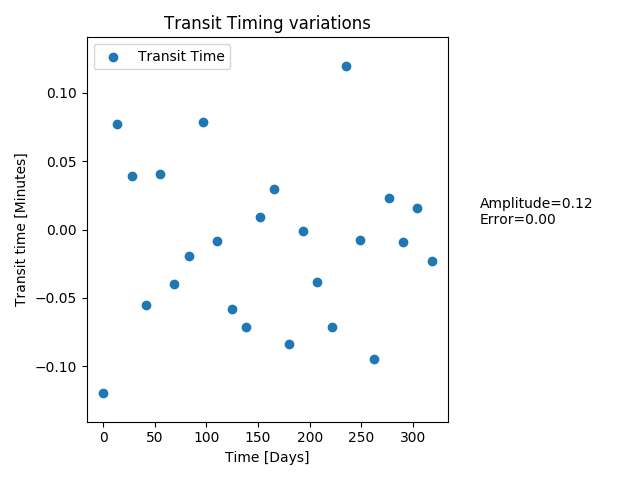 Transit Timing variations
Transit Time
0.10
0.05
0.00
−0.05
−0.10
Transit time [Minutes]
Amplitude=0.12
Error=0.00
0 50 100 150 200 250 300
Time [Days]